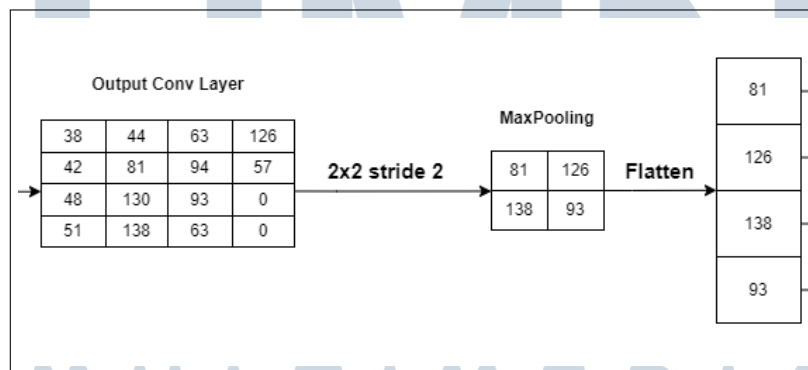 Output Conv Layer
38 44 63 126
42 81 94 57
48 130 93 0
51 138 63 0
2x2 stride 2
MaxPooling
81 126
138 93
Flatten
81
126
138
93